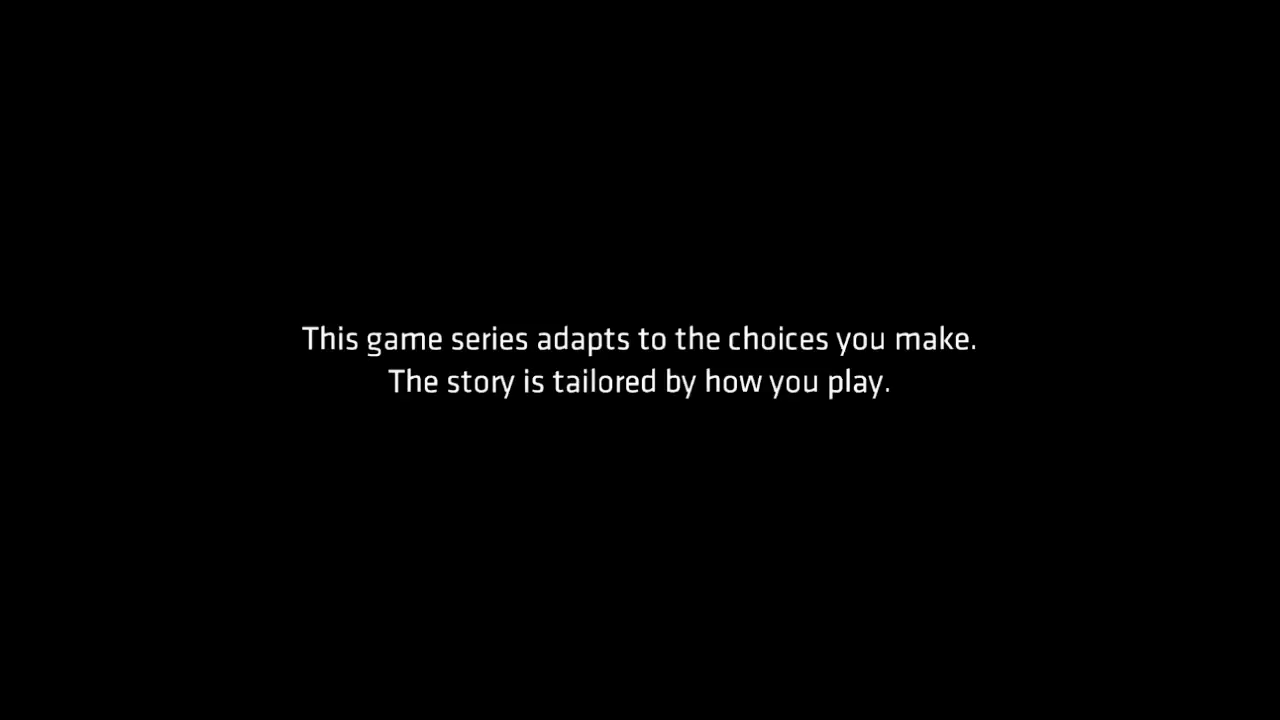 This game series adapts to the choices you make.
The story is tailored by how you play.